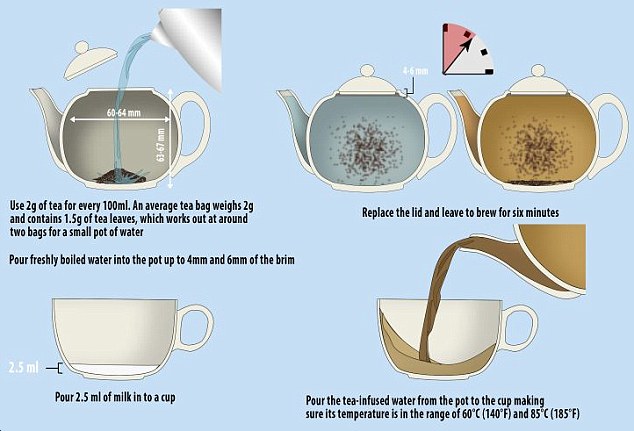 60-64 mm
63-67 mm
Use 2g of tea for every 100ml. An average tea bag weighs 2g
and contains 1.5g of tea leaves, which works out at around
two bags for a small pot of water
Pour freshly boiled water into the pot up to 4mm and 6mm of the brim
4-6 mm
Replace the lid and leave to brew for six minutes
2.5 ml
Pour 2.5 ml of milk in to a cup
Pour the tea-infused water from the pot to the cup making
sure its temperature is in the range of 60°C (140°F) and 85°C (185°F)